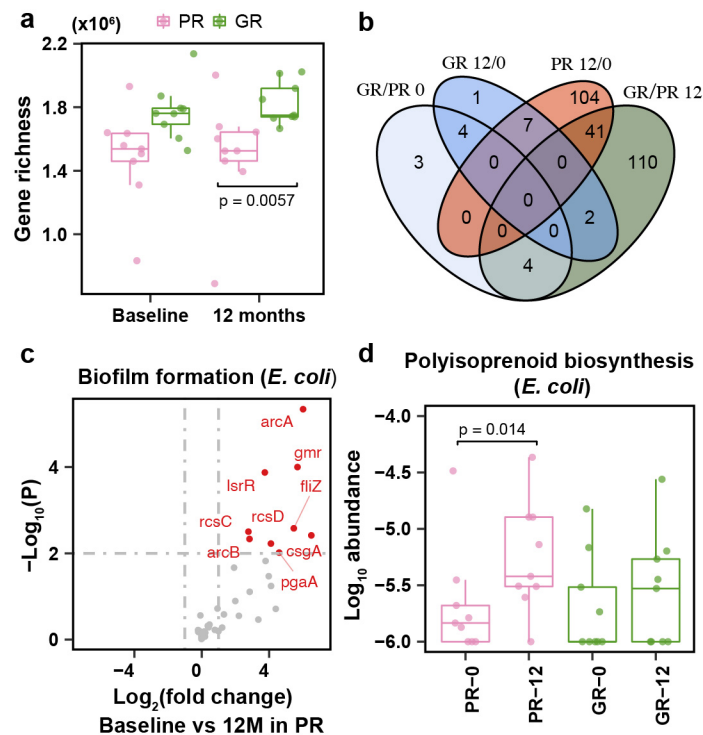 a (x10⁶) PR GR
2.2
1.8
1.4
1.0
Gene richness
p = 0.0057
Baseline 12 months
b
GR/PR 0 GR 12/0 PR 12/0 GR/PR 12
1 104
4 7 41
3 0 0 110
0
0 0 0 2
4
c
Biofilm formation (E. coli)
arcA
gmr
lsrR fliZ
rcsC rcsD
arcB csgA
pgaA
−Log₁₀(P)
4
2
0
−4 0 4
Log₂(fold change)
Baseline vs 12M in PR
d
Polyisoprenoid biosynthesis
(E. coli)
p = 0.014
−4.0
−4.5
−5.0
−5.5
−6.0
Log₁₀ abundance
PR−0
PR−12
GR−0
GR−12